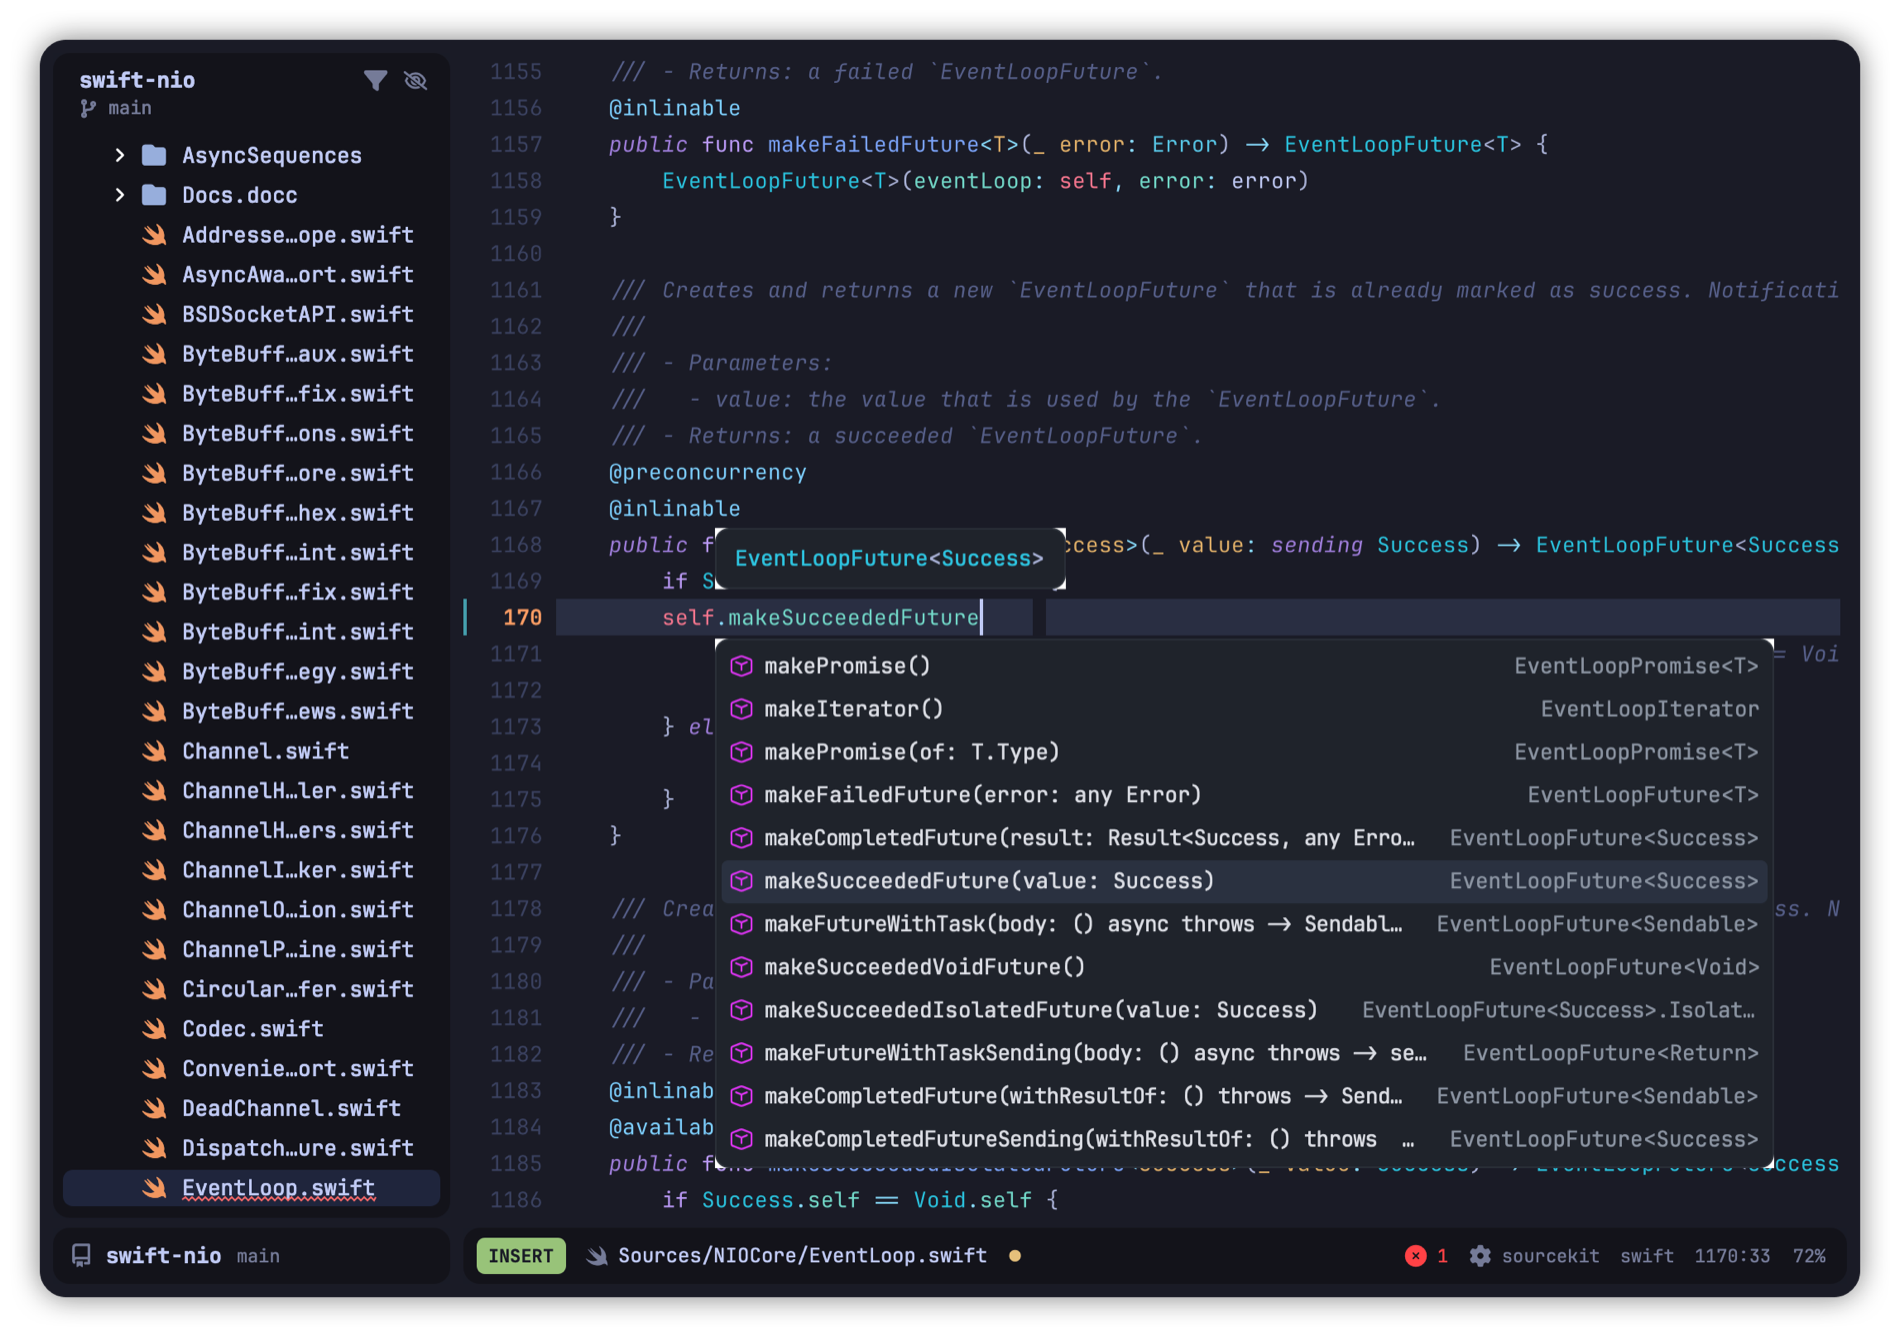 swift-nio
main
AsyncSequences
Docs.docc
Addresse…ope.swift
AsyncAwa…ort.swift
BSDSocketAPI.swift
ByteBuff…aux.swift
ByteBuff…fix.swift
ByteBuff…ons.swift
ByteBuff…ore.swift
ByteBuff…hex.swift
ByteBuff…int.swift
ByteBuff…fix.swift
ByteBuff…int.swift
ByteBuff…egy.swift
ByteBuff…ews.swift
Channel.swift
ChannelH…ler.swift
ChannelH…ers.swift
ChannelI…ker.swift
ChannelO…ion.swift
ChannelP…ine.swift
Circular…fer.swift
Codec.swift
Convenie…ort.swift
DeadChannel.swift
Dispatch…ure.swift
EventLoop.swift
swift-nio main
1155 /// - Returns: a failed `EventLoopFuture`.
1156 @inlinable
1157 public func makeFailedFuture<T>(_ error: Error) -> EventLoopFuture<T> {
1158 EventLoopFuture<T>(eventLoop: self, error: error)
1159 }
1160
1161 /// Creates and returns a new `EventLoopFuture` that is already marked as success. Notificati
1162 ///
1163 /// - Parameters:
1164 /// - value: the value that is used by the `EventLoopFuture`.
1165 /// - Returns: a succeeded `EventLoopFuture`.
1166 @preconcurrency
1167 @inlinable
1168 public f ccess>(_ value: sending Success) -> EventLoopFuture<Success
EventLoopFuture<Success>
1169 if S
170 self.makeSucceededFuture
1171 = Voi
1172
1173 } el
1174
1175 }
1176 }
1177
1178 /// Crea ss. N
1179 ///
1180 /// - Pa
1181 /// -
1182 /// - Re
1183 @inlinab
1184 @availab
makePromise() EventLoopPromise<T>
makeIterator() EventLoopIterator
makePromise(of: T.Type) EventLoopPromise<T>
makeFailedFuture(error: any Error) EventLoopFuture<T>
makeCompletedFuture(result: Result<Success, any Erro… EventLoopFuture<Success>
makeSucceededFuture(value: Success) EventLoopFuture<Success>
makeFutureWithTask(body: () async throws -> Sendabl… EventLoopFuture<Sendable>
makeSucceededVoidFuture() EventLoopFuture<Void>
makeSucceededIsolatedFuture(value: Success) EventLoopFuture<Success>.Isolat…
makeFutureWithTaskSending(body: () async throws -> se… EventLoopFuture<Return>
makeCompletedFuture(withResultOf: () throws -> Send… EventLoopFuture<Sendable>
makeCompletedFutureSending(withResultOf: () throws … EventLoopFuture<Success>
1185 public
1186 if Success.self == Void.self {
INSERT Sources/NIOCore/EventLoop.swift 1 sourcekit swift 1170:33 72%